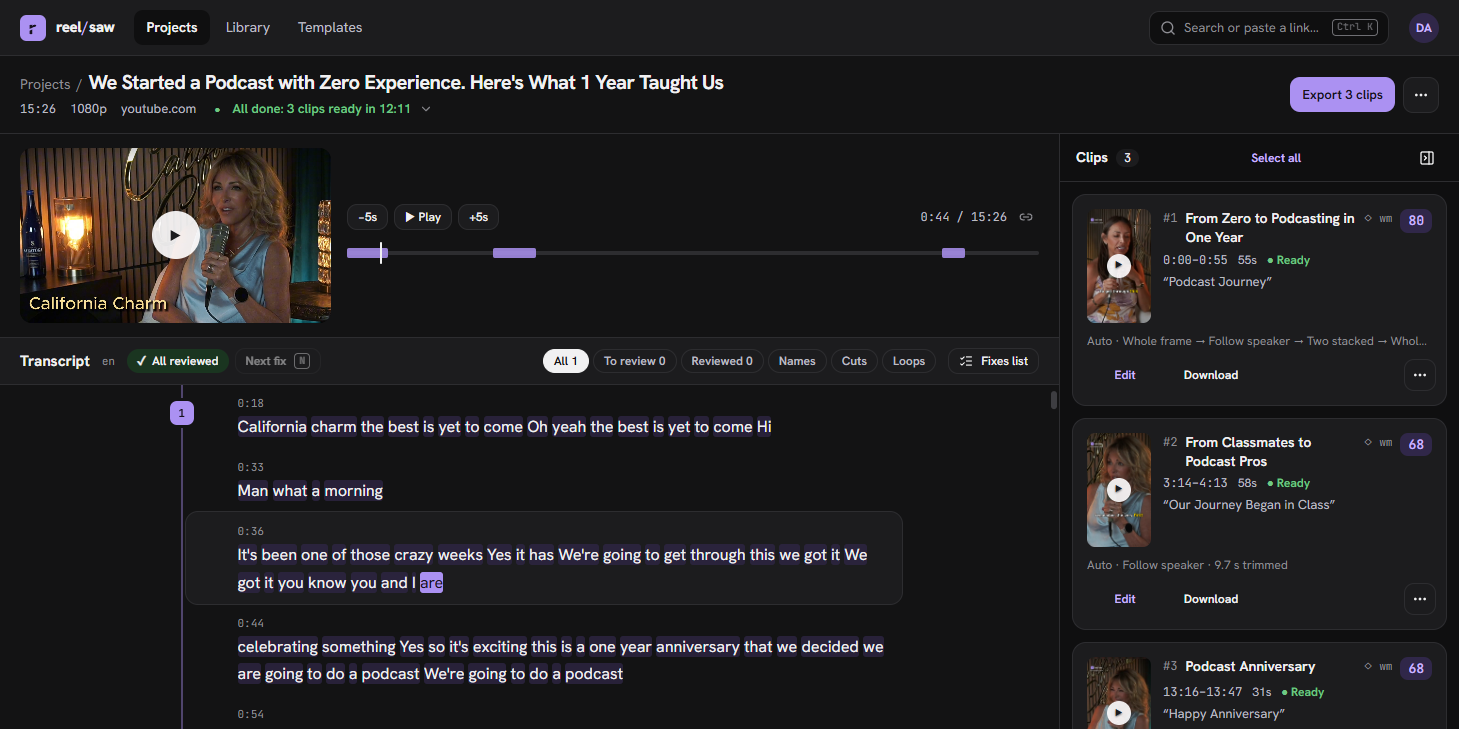 r reel/saw Projects Library Templates Search or paste a link... Ctrl K DA
Projects / We Started a Podcast with Zero Experience. Here's What 1 Year Taught Us
15:26 1080p youtube.com • All done: 3 clips ready in 12:11
Export 3 clips ...
California Charm
-5s Play +5s 0:44 / 15:26
Transcript en ✓ All reviewed Next fix N All 1 To review 0 Reviewed 0 Names Cuts Loops Fixes list
1
0:18
California charm the best is yet to come Oh yeah the best is yet to come Hi
0:33
Man what a morning
0:36
It's been one of those crazy weeks Yes it has We're going to get through this we got it We
got it you know you and I are
0:44
celebrating something Yes so it's exciting this is a one year anniversary that we decided we
are going to do a podcast We're going to do a podcast
0:54
Clips 3 Select all
#1 From Zero to Podcasting in ◇ wm 80
One Year
0:00–0:55 55s • Ready
“Podcast Journey”
Auto · Whole frame → Follow speaker → Two stacked → Whol...
Edit Download ...
#2 From Classmates to ◇ wm 68
Podcast Pros
3:14–4:13 58s • Ready
“Our Journey Began in Class”
Auto · Follow speaker · 9.7 s trimmed
Edit Download ...
#3 Podcast Anniversary ◇ wm 68
13:16–13:47 31s • Ready
“Happy Anniversary”